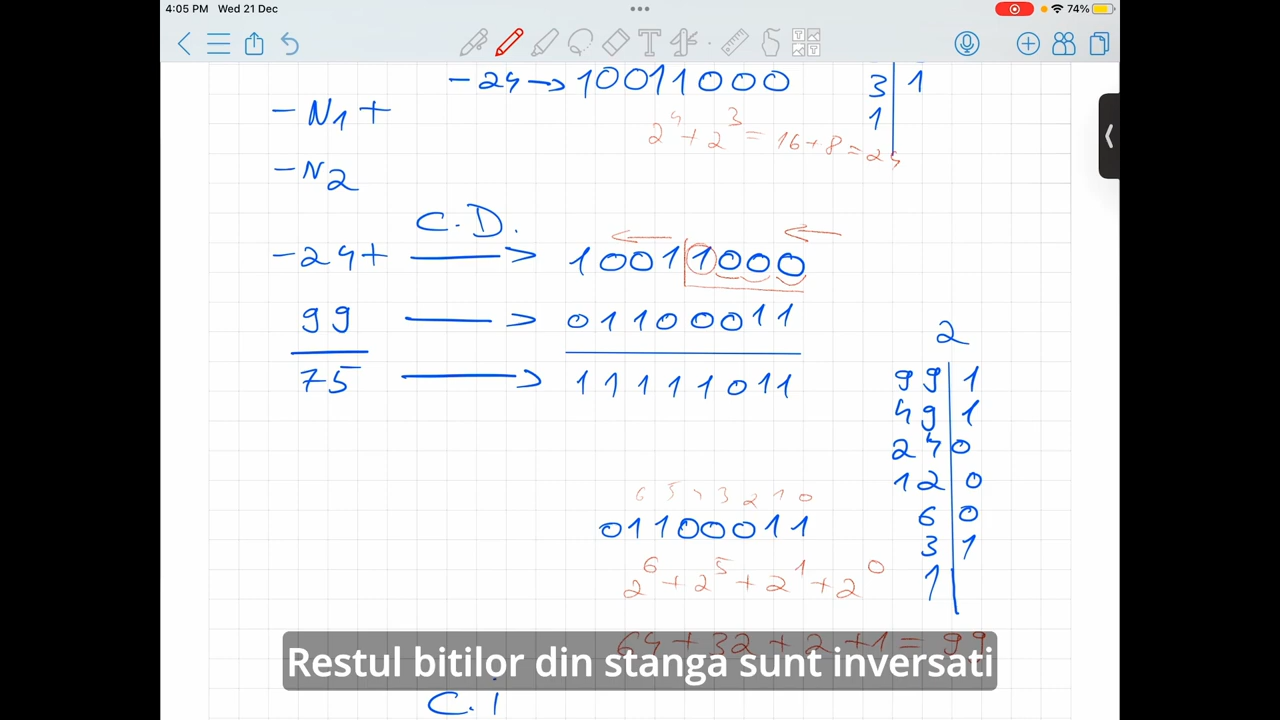 4:05 PM Wed 21 Dec
74%
-24 → 10011000
3 | 1
1
2^4 + 2^3 = 16 + 8 = 24
-N1 +
-N2
C.D.
-24 + → 10011000
99 → 01100011
75 → 11111011
2
99 | 1
49 | 1
24 | 0
12 | 0
6 | 0
3 | 1
1
6 5 4 3 2 1 0
01100011
2^6 + 2^5 + 2^1 + 2^0
64 + 32 + 2 + 1 = 99
Restul bitilor din stanga sunt inversati
C.i